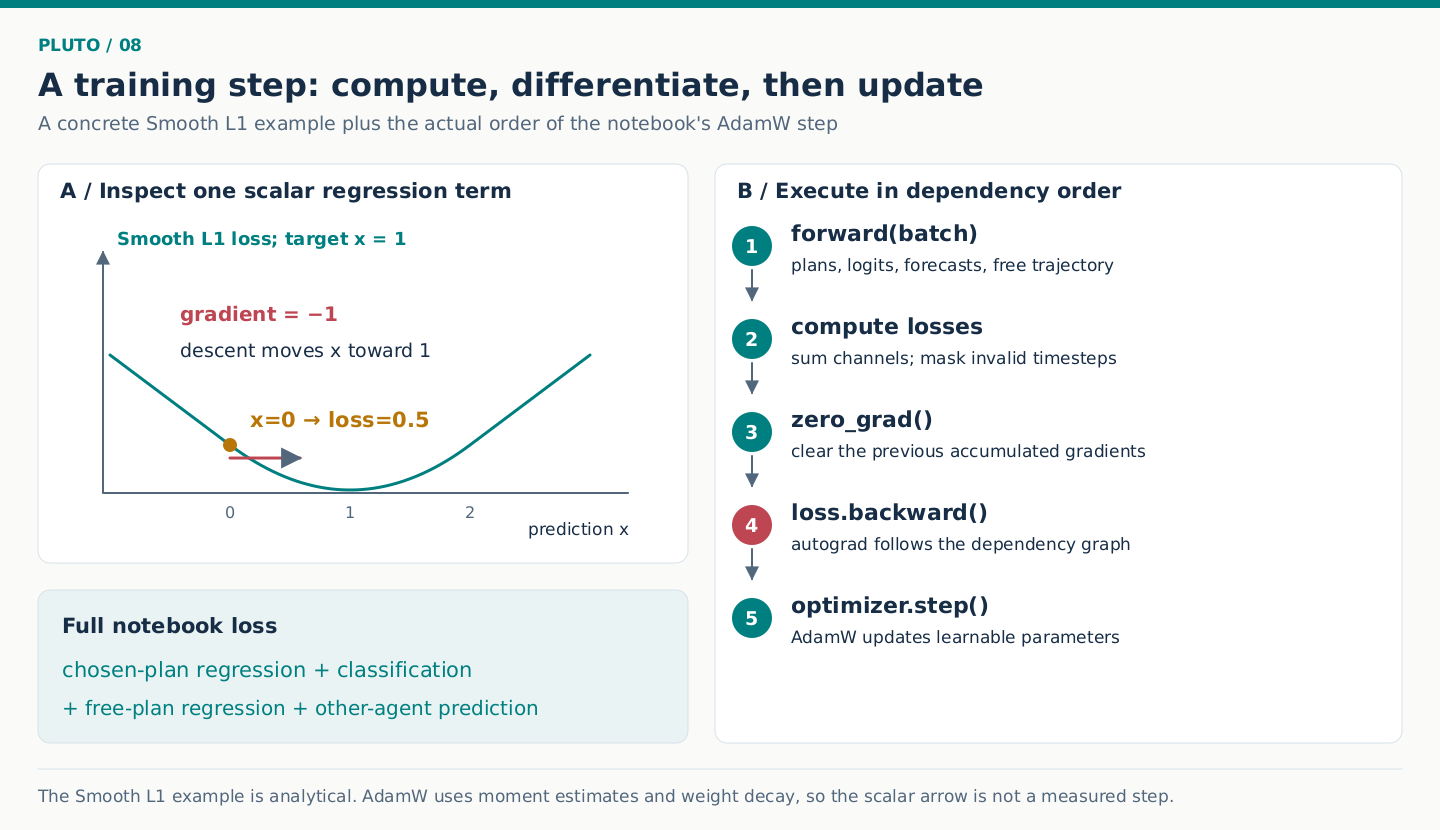 PLUTO / 08
A training step: compute, differentiate, then update
A concrete Smooth L1 example plus the actual order of the notebook's AdamW step
A / Inspect one scalar regression term
Smooth L1 loss; target x = 1
gradient = −1
descent moves x toward 1
x=0 → loss=0.5
0 1 2
prediction x
Full notebook loss
chosen-plan regression + classification
+ free-plan regression + other-agent prediction
B / Execute in dependency order
1 forward(batch)
plans, logits, forecasts, free trajectory
2 compute losses
sum channels; mask invalid timesteps
3 zero_grad()
clear the previous accumulated gradients
4 loss.backward()
autograd follows the dependency graph
5 optimizer.step()
AdamW updates learnable parameters
The Smooth L1 example is analytical. AdamW uses moment estimates and weight decay, so the scalar arrow is not a measured step.